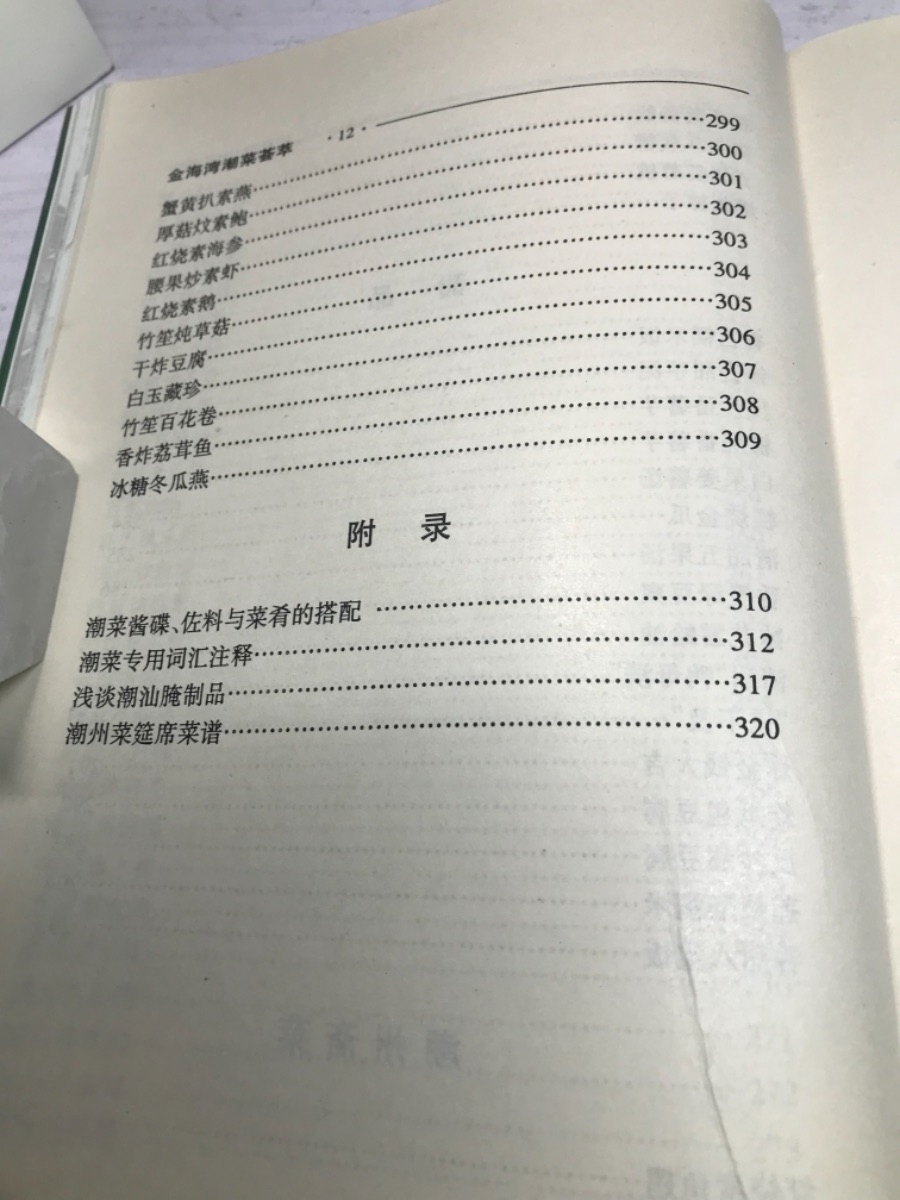 金海湾潮菜荟萃 ·12·
蟹黄扒素燕……299
厚菇炆素鲍……300
红烧素海参……301
腰果炒素虾……302
红烧素鹅……303
竹笙炖草菇……304
干炸豆腐……305
白玉藏珍……306
竹笙百花卷……307
香炸荔茸鱼……308
冰糖冬瓜燕……309
附 录
潮菜酱碟、佐料与菜肴的搭配……310
潮菜专用词汇注释……312
浅谈潮汕腌制品……317
潮州菜筵席菜谱……320